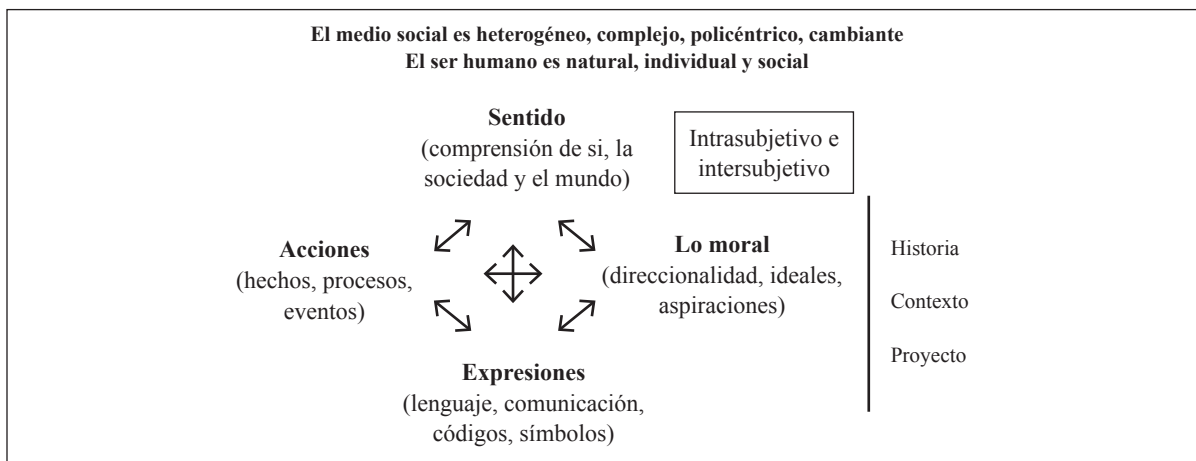 El medio social es heterogéneo, complejo, policéntrico, cambiante
El ser humano es natural, individual y social
Sentido
(comprensión de si, la
sociedad y el mundo)
Intrasubjetivo e
intersubjetivo
Acciones
(hechos, procesos,
eventos)
Lo moral
(direccionalidad, ideales,
aspiraciones)
Historia
Contexto
Proyecto
Expresiones
(lenguaje, comunicación,
códigos, símbolos)